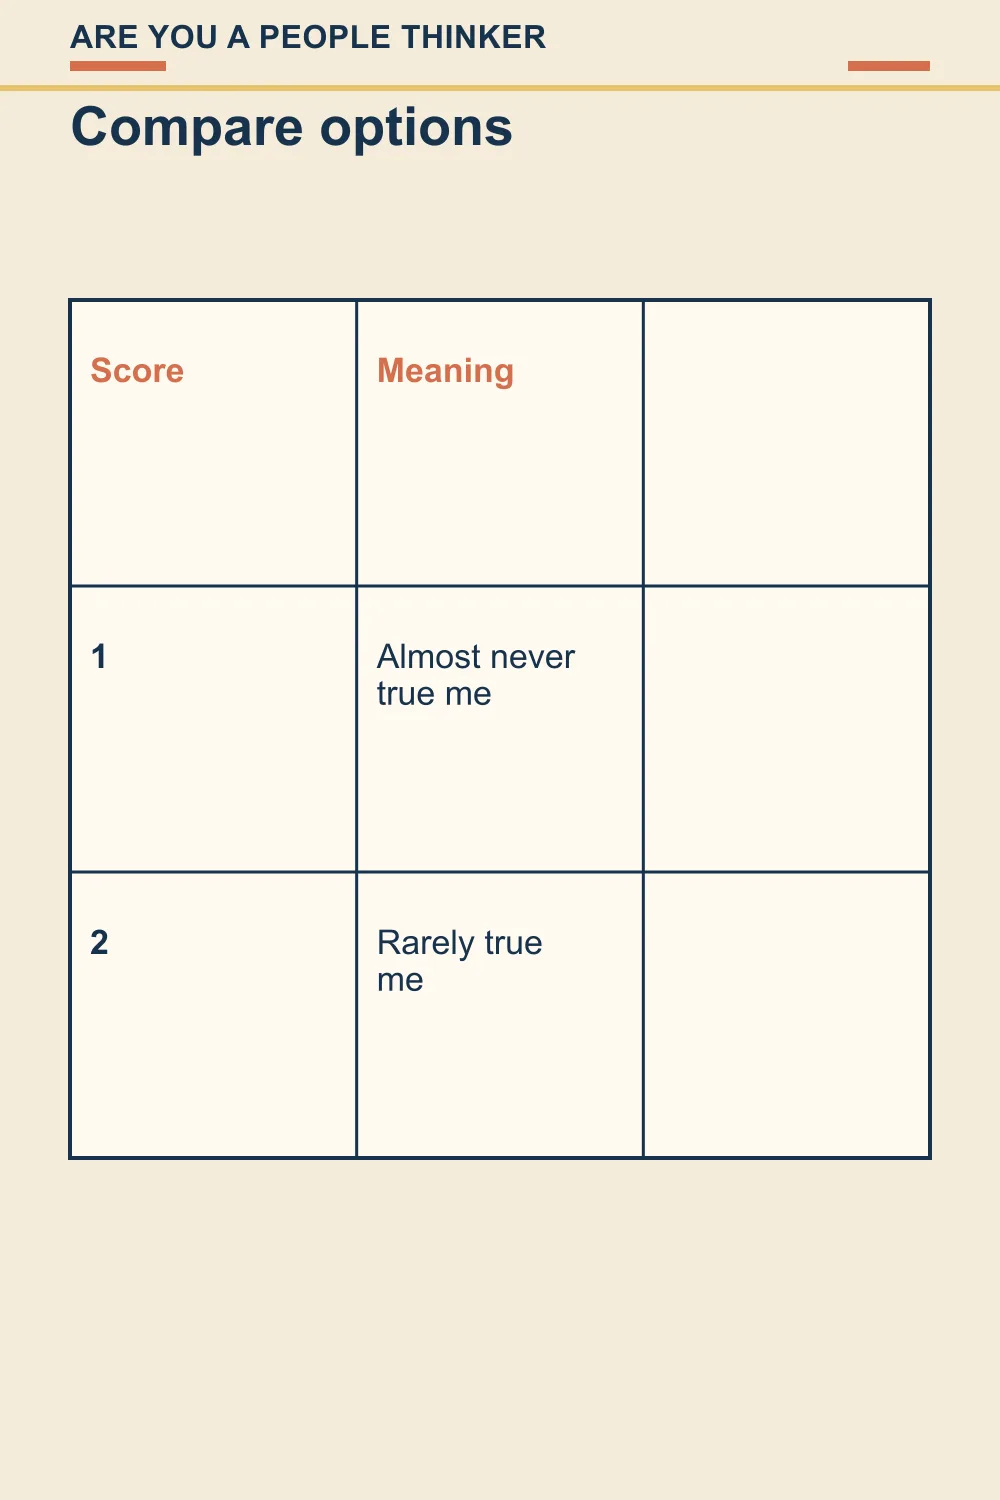 ARE YOU A PEOPLE THINKER
Compare options
Score
Meaning
1
Almost never
true me
2
Rarely true
me